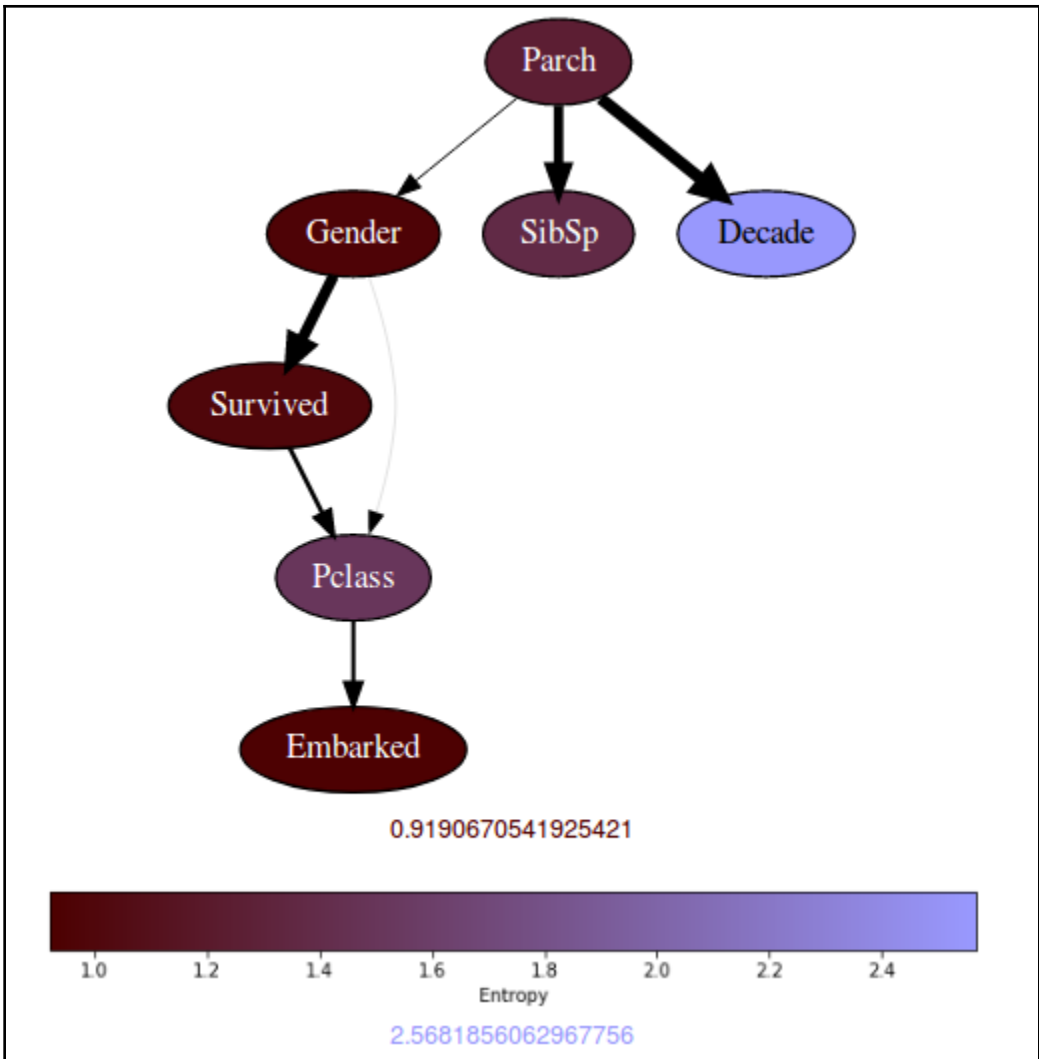 Parch
Gender SibSp Decade
Survived
Pclass
Embarked
0.9190670541925421
1.0 1.2 1.4 1.6 1.8 2.0 2.2 2.4
Entropy
2.5681856062967756